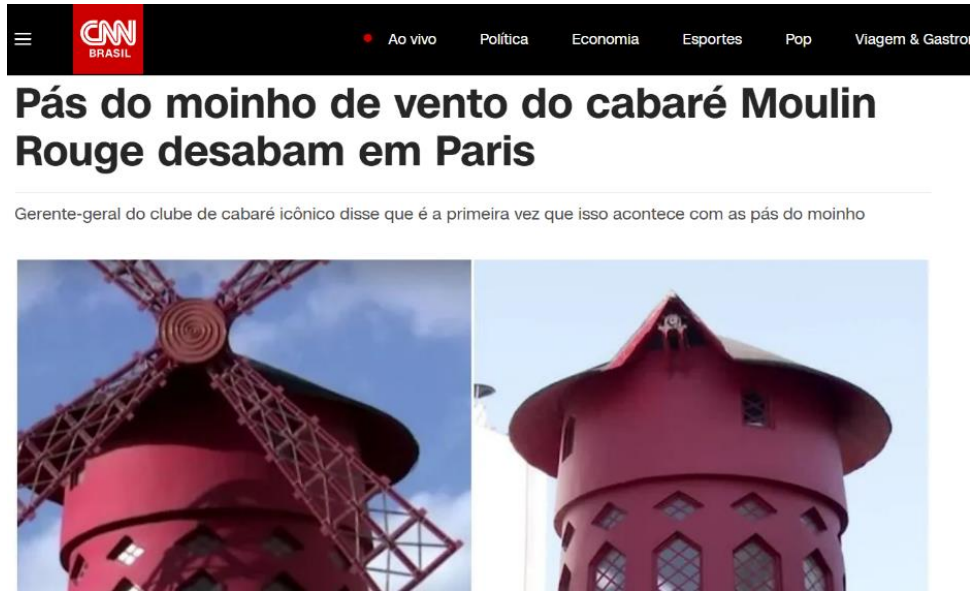 CNN
BRASIL
Ao vivo
Política
Economia
Esportes
Pop
Viagem & Gastro
Pás do moinho de vento do cabaré Moulin
Rouge desabam em Paris
Gerente-geral do clube de cabaré icônico disse que é a primeira vez que isso acontece com as pás do moinho